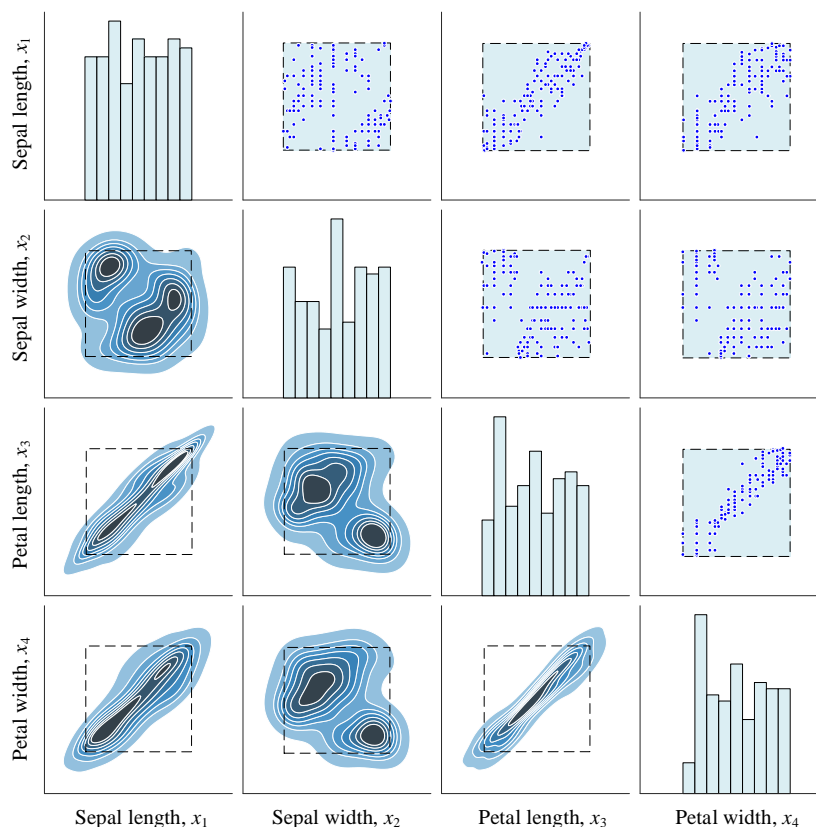 Sepal length, x₁
Sepal width, x₂
Petal length, x₃
Petal width, x₄
Sepal length, x₁
Sepal width, x₂
Petal length, x₃
Petal width, x₄